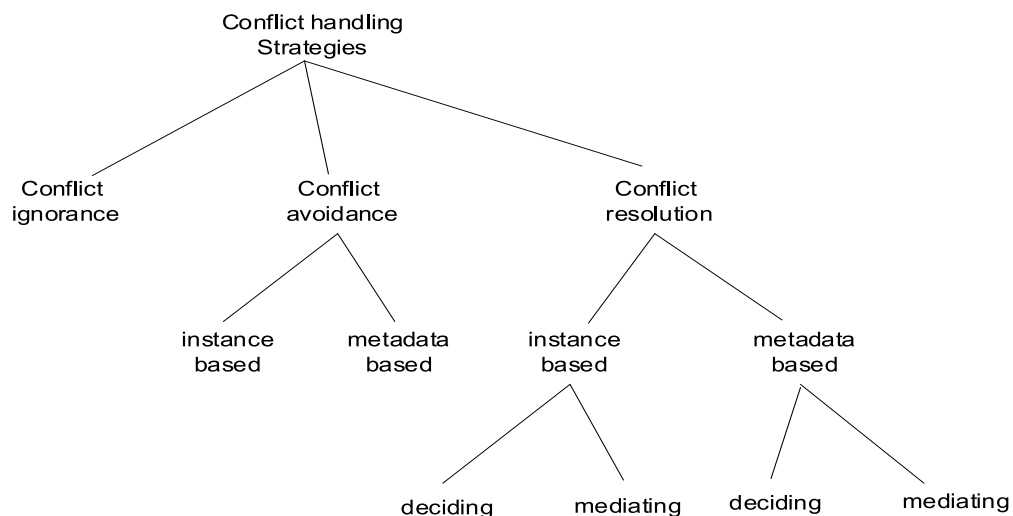 Conflict handling
Strategies
Conflict
ignorance
Conflict
avoidance
Conflict
resolution
instance
based
metadata
based
instance
based
metadata
based
deciding
mediating
deciding
mediating